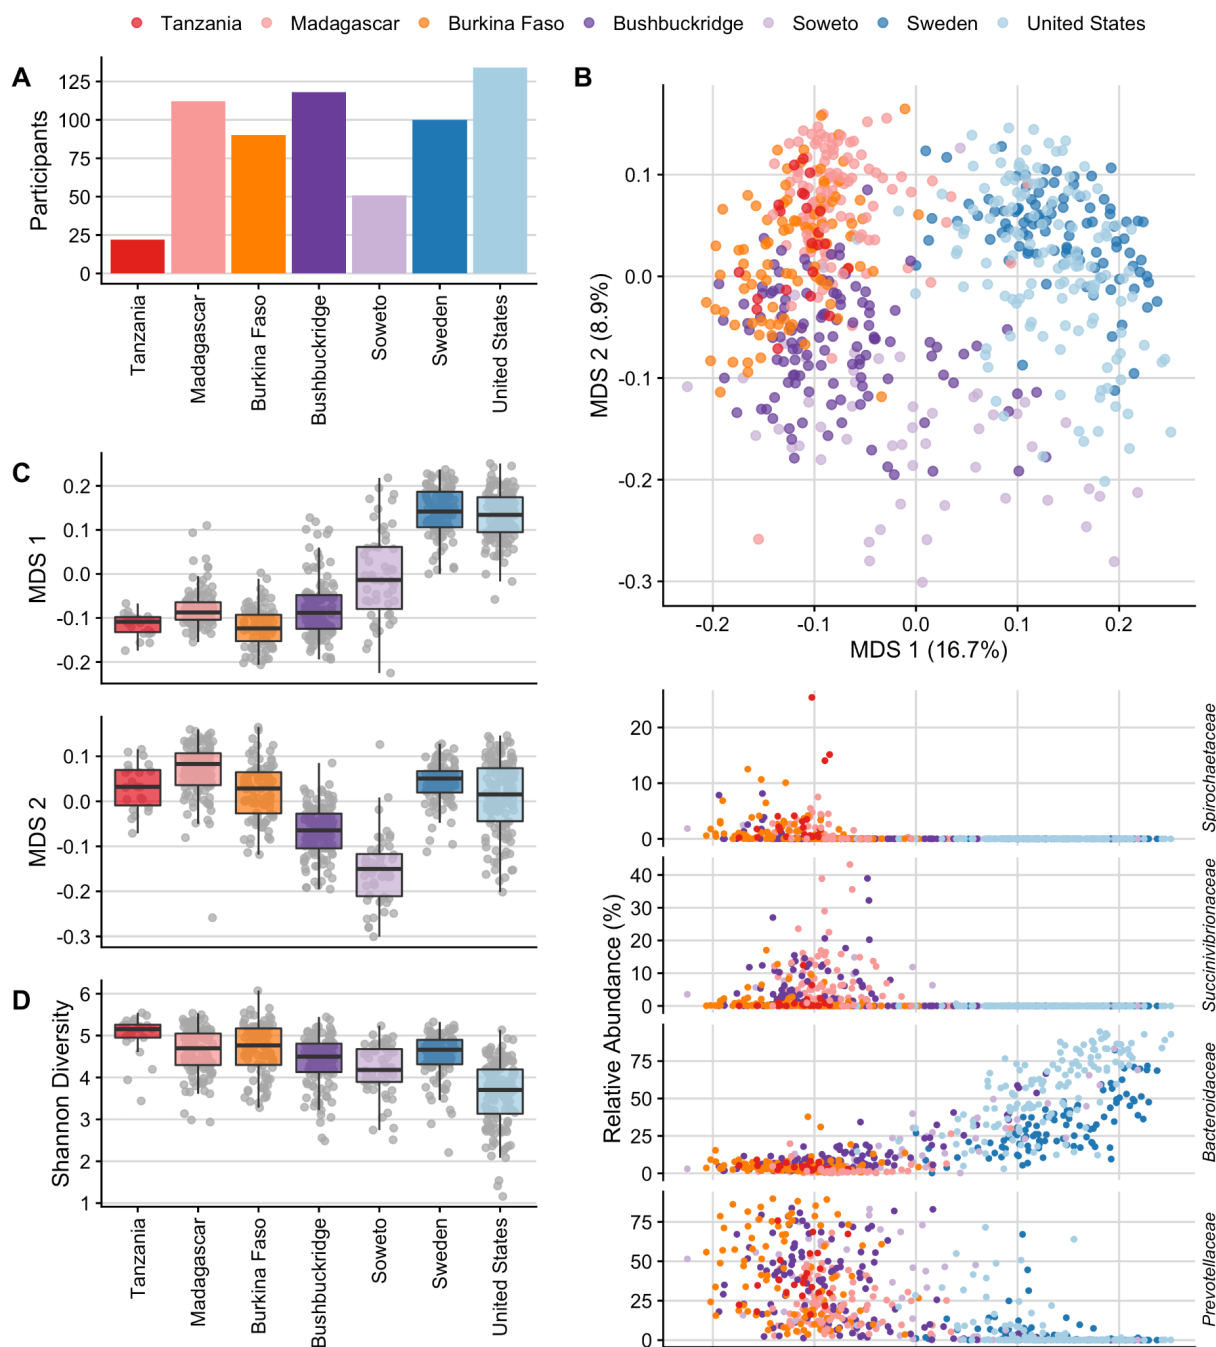 Tanzania Madagascar Burkina Faso Bushbuckridge Soweto Sweden United States
A
Participants
125
100
75
50
25
0
Tanzania
Madagascar
Burkina Faso
Bushbuckridge
Soweto
Sweden
United States
B
MDS 2 (8.9%)
0.1
0.0
-0.1
-0.2
-0.3
-0.2 -0.1 0.0 0.1 0.2
MDS 1 (16.7%)
C
MDS 1
0.2
0.1
0.0
-0.1
-0.2
MDS 2
0.1
0.0
-0.1
-0.2
-0.3
D
Shannon Diversity
6
5
4
3
2
1
Tanzania
Madagascar
Burkina Faso
Bushbuckridge
Soweto
Sweden
United States
Relative Abundance (%)
20
10
0
Spirochaetaceae
40
30
20
10
0
Succinivibrionaceae
75
50
25
0
Bacteroidaceae
75
50
25
0
Prevotellaceae